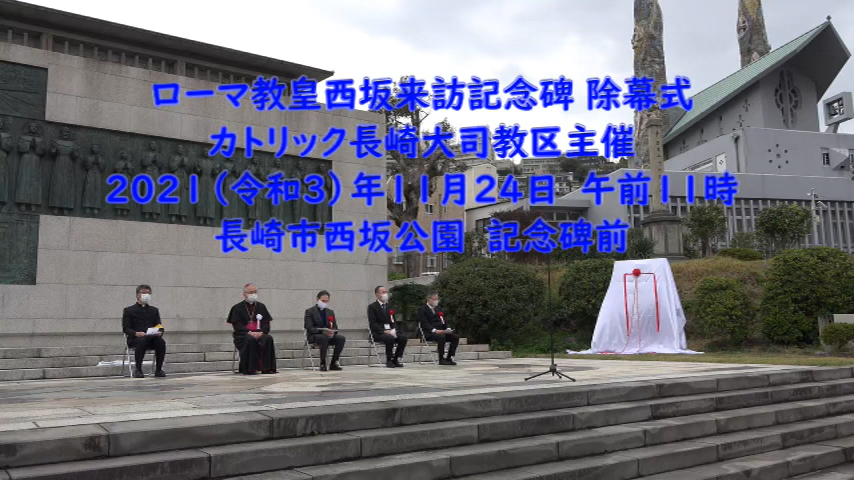 ローマ教皇西坂来訪記念碑 除幕式
カトリック長崎大司教区主催
2021(令和3)年11月24日 午前11時
長崎市西坂公園 記念碑前